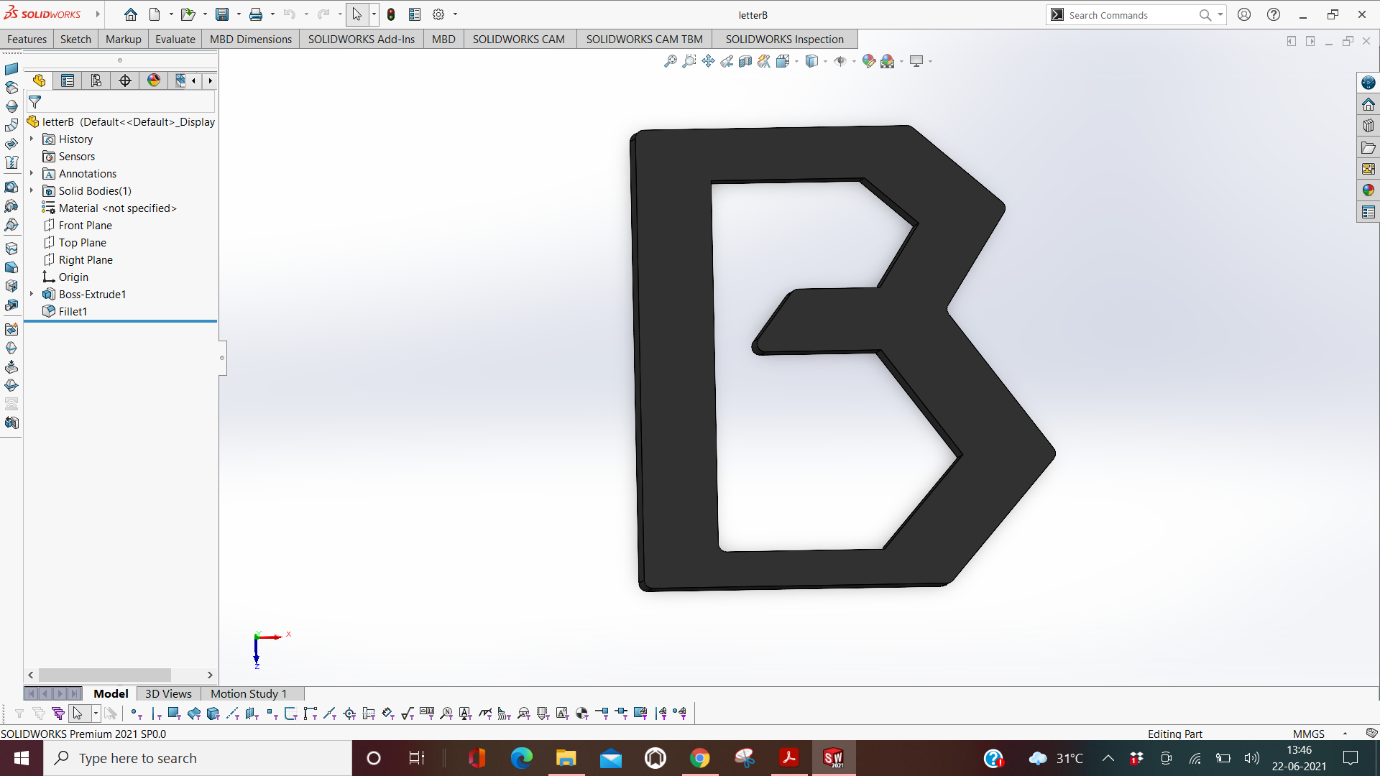 SOLIDWORKS
letterB
Search Commands
Features Sketch Markup Evaluate MBD Dimensions SOLIDWORKS Add-Ins MBD SOLIDWORKS CAM SOLIDWORKS CAM TBM SOLIDWORKS Inspection
letterB (Default<<Default>_Display
History
Sensors
Annotations
Solid Bodies(1)
Material <not specified>
Front Plane
Top Plane
Right Plane
Origin
Boss-Extrude1
Fillet1
X
Z
Model 3D Views Motion Study 1
SOLIDWORKS Premium 2021 SP0.0
Editing Part
MMGS
Type here to search
SW
2021
31°C
13:46
22-06-2021